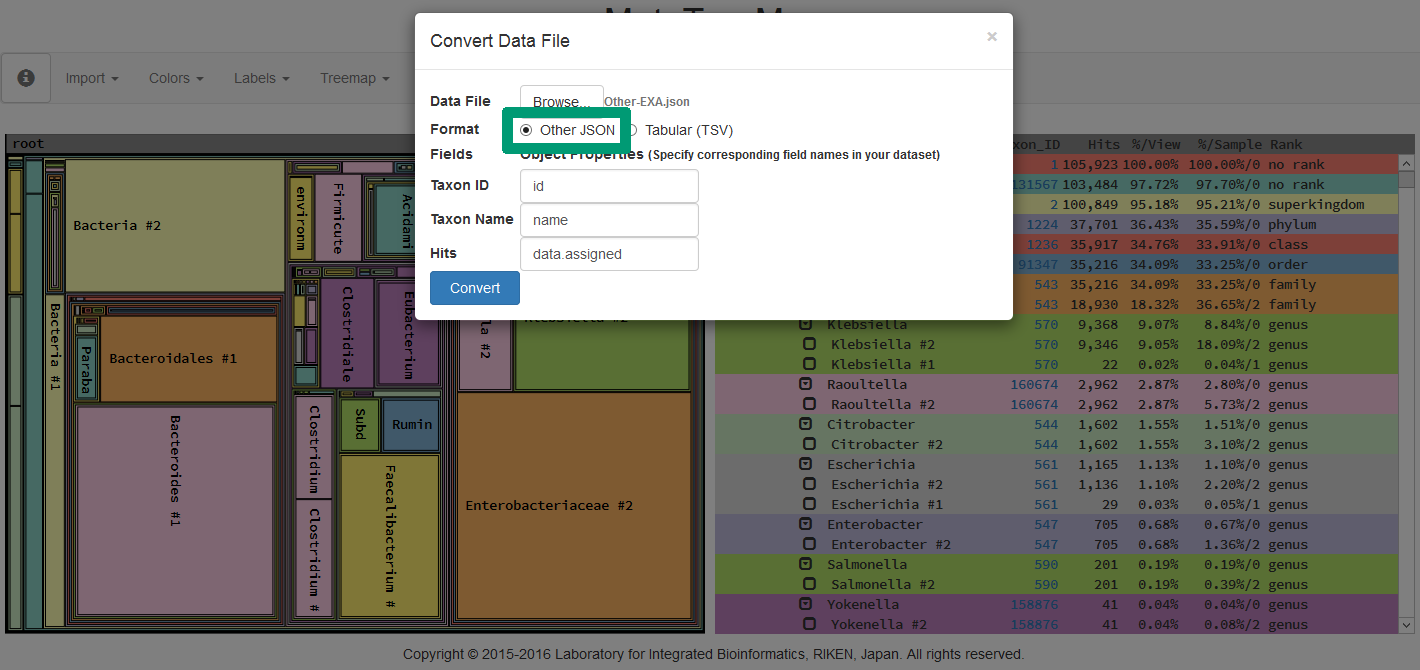 Convert Data File ×
Import Colors Labels Treemap
Data File Browse... Other-EXA.json
Format Other JSON Tabular (TSV)
Fields Object Properties (Specify corresponding field names in your dataset)
Taxon ID id
Taxon Name name
Hits data.assigned
Convert
root
Bacteria #2
environm
Firmicute
Acidami
Bacteria #1
Paraba
Bacteroidales #1
Bacteroides #1
Clostridiale
Eubacterium
Clostridium
Clostridium #
Subd
Rumin
Faecalibacterium #
Enterobacteriaceae #2
Hits %/View %/Sample Rank
1 105,923 100.00% 100.00%/0 no rank
131567 103,484 97.72% 97.70%/0 no rank
2 100,849 95.18% 95.21%/0 superkingdom
1224 37,701 36.43% 35.59%/0 phylum
1236 35,917 34.76% 33.91%/0 class
91347 35,216 34.09% 33.25%/0 order
543 35,216 34.09% 33.25%/0 family
543 18,930 18.32% 36.65%/2 family
Klebsiella 570 9,368 9.07% 8.84%/0 genus
Klebsiella #2 570 9,346 9.05% 18.09%/2 genus
Klebsiella #1 570 22 0.02% 0.04%/1 genus
Raoultella 160674 2,962 2.87% 2.80%/0 genus
Raoultella #2 160674 2,962 2.87% 5.73%/2 genus
Citrobacter 544 1,602 1.55% 1.51%/0 genus
Citrobacter #2 544 1,602 1.55% 3.10%/2 genus
Escherichia 561 1,165 1.13% 1.10%/0 genus
Escherichia #2 561 1,136 1.10% 2.20%/2 genus
Escherichia #1 561 29 0.03% 0.05%/1 genus
Enterobacter 547 705 0.68% 0.67%/0 genus
Enterobacter #2 547 705 0.68% 1.36%/2 genus
Salmonella 590 201 0.19% 0.19%/0 genus
Salmonella #2 590 201 0.19% 0.39%/2 genus
Yokenella 158876 41 0.04% 0.04%/0 genus
Yokenella #2 158876 41 0.04% 0.08%/2 genus
Copyright © 2015-2016 Laboratory for Integrated Bioinformatics, RIKEN, Japan. All rights reserved.